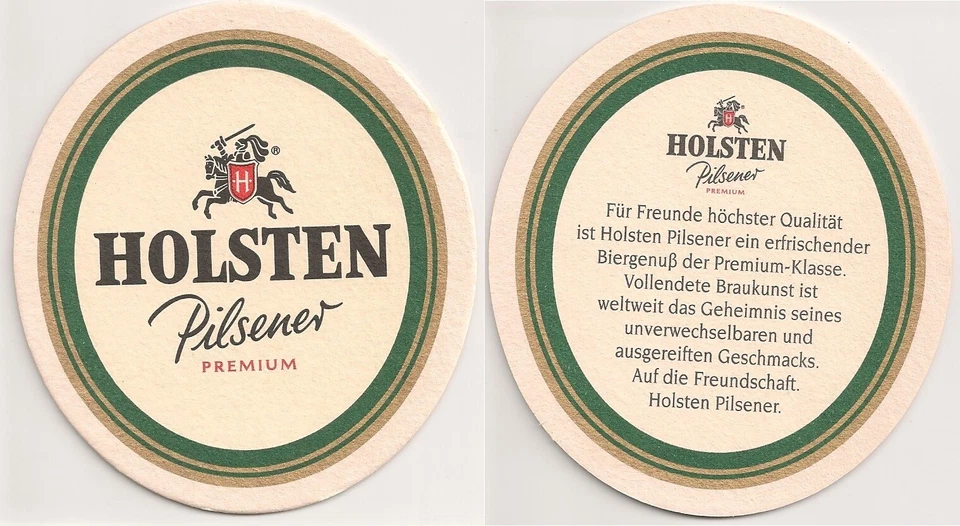 H
®
HOLSTEN
Pilsener
PREMIUM
H
HOLSTEN
Pilsener
PREMIUM
Für Freunde höchster Qualität
ist Holsten Pilsener ein erfrischender
Biergenuß der Premium-Klasse.
Vollendete Braukunst ist
weltweit das Geheimnis seines
unverwechselbaren und
ausgereiften Geschmacks.
Auf die Freundschaft.
Holsten Pilsener.